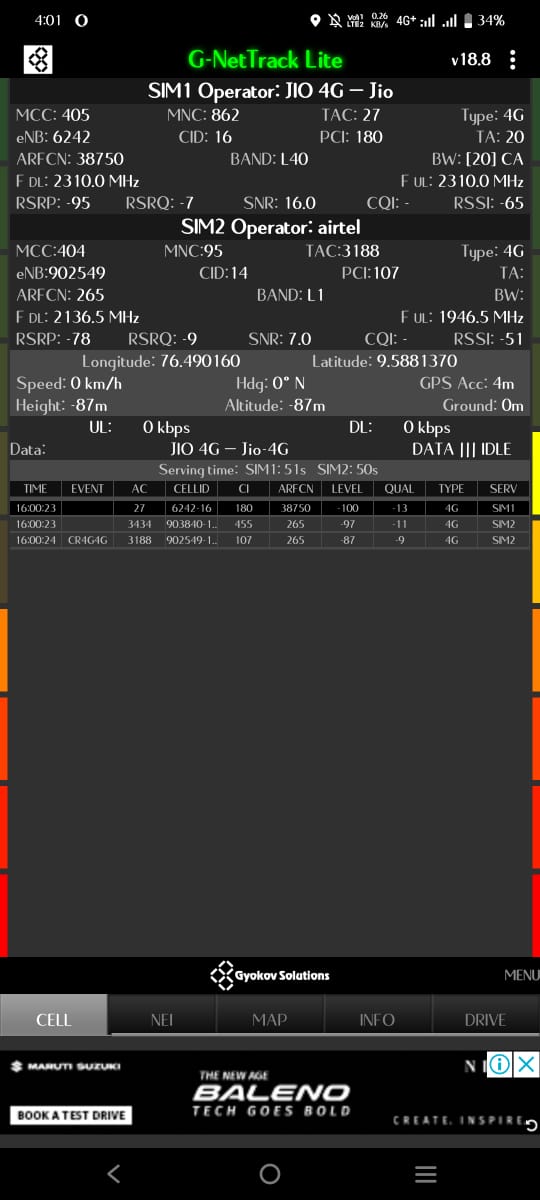 4:01 Vo1) LTE2 0.26 KB/s 4G+ 34%
G-NetTrack Lite v18.8
SIM1 Operator: JIO 4G – Jio
MCC: 405 MNC: 862 TAC: 27 Type: 4G
eNB: 6242 CID: 16 PCI: 180 TA: 20
ARFCN: 38750 BAND: L40 BW: [20] CA
F DL: 2310.0 MHz F UL: 2310.0 MHz
RSRP: -95 RSRQ: -7 SNR: 16.0 CQI: - RSSI: -65
SIM2 Operator: airtel
MCC:404 MNC:95 TAC:3188 Type: 4G
eNB:902549 CID:14 PCI:107 TA:
ARFCN: 265 BAND: L1 BW:
F DL: 2136.5 MHz F UL: 1946.5 MHz
RSRP: -78 RSRQ: -9 SNR: 7.0 CQI: - RSSI: -51
Longitude: 76.490160 Latitude: 9.5881370
Speed: 0 km/h Hdg: 0° N GPS Acc: 4m
Height: -87m Altitude: -87m Ground: 0m
UL: 0 kbps DL: 0 kbps
Data: JIO 4G – Jio-4G DATA ||| IDLE
Serving time: SIM1: 51s SIM2: 50s
TIME EVENT AC CELLID CI ARFCN LEVEL QUAL TYPE SERV
16:00:23 27 6242-16 180 38750 -100 -13 4G SIM1
16:00:23 3434 903840-1.. 455 265 -97 -11 4G SIM2
16:00:24 CR4G4G 3188 902549-1.. 107 265 -87 -9 4G SIM2
Gyokov Solutions MENU
CELL NEI MAP INFO DRIVE
MARUTI SUZUKI
THE NEW AGE
BALENO
TECH GOES BOLD
BOOK A TEST DRIVE
CREATE. INSPIRE.